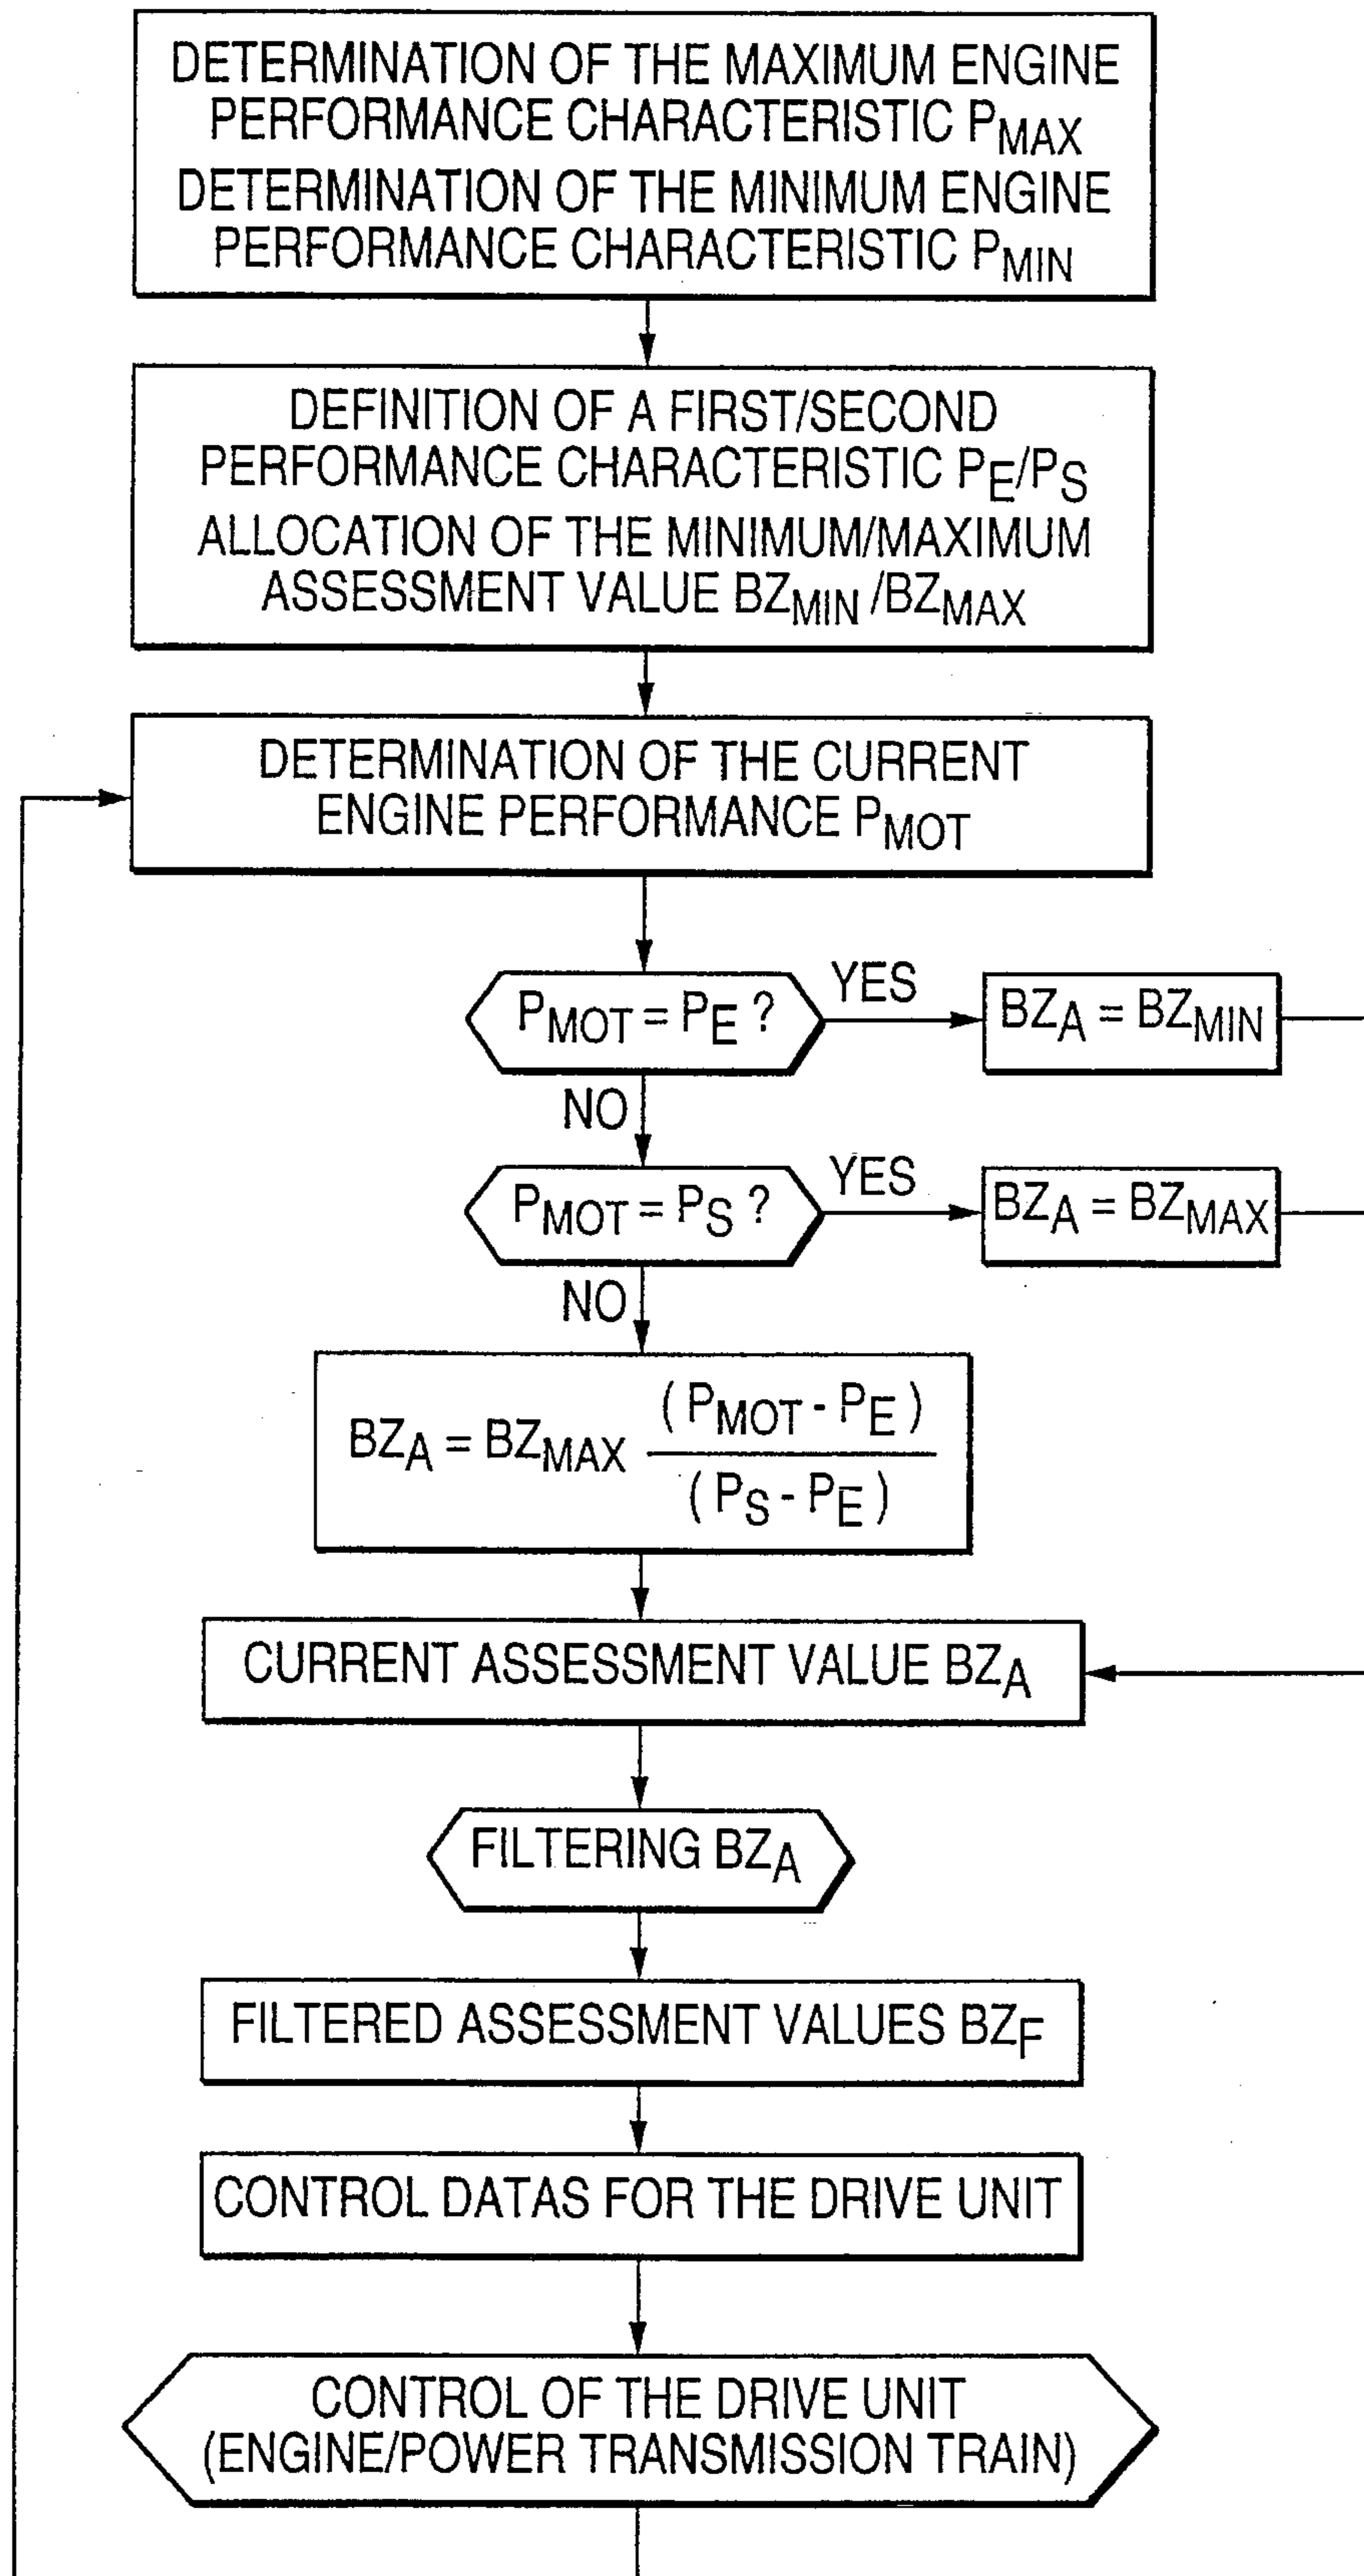 DETERMINATION OF THE MAXIMUM ENGINE
PERFORMANCE CHARACTERISTIC PMAX
DETERMINATION OF THE MINIMUM ENGINE
PERFORMANCE CHARACTERISTIC PMIN
DEFINITION OF A FIRST/SECOND
PERFORMANCE CHARACTERISTIC PE/PS
ALLOCATION OF THE MINIMUM/MAXIMUM
ASSESSMENT VALUE BZMIN /BZMAX
DETERMINATION OF THE CURRENT
ENGINE PERFORMANCE PMOT
PMOT = PE ?
YES
BZA = BZMIN
NO
PMOT = PS ?
YES
BZA = BZMAX
NO
BZA = BZMAX (PMOT - PE) / (PS - PE)
CURRENT ASSESSMENT VALUE BZA
FILTERING BZA
FILTERED ASSESSMENT VALUES BZF
CONTROL DATAS FOR THE DRIVE UNIT
CONTROL OF THE DRIVE UNIT
(ENGINE/POWER TRANSMISSION TRAIN)